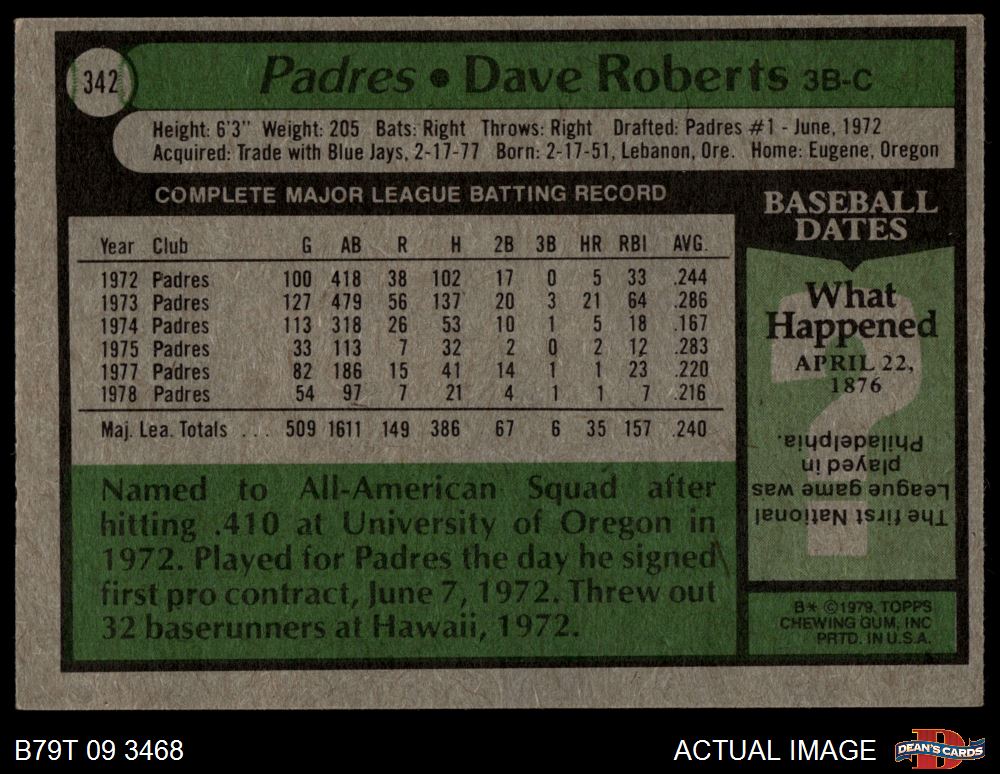 342
Padres • Dave Roberts 3B-C
Height: 6'3" Weight: 205 Bats: Right Throws: Right Drafted: Padres #1 - June, 1972
Acquired: Trade with Blue Jays, 2-17-77 Born: 2-17-51, Lebanon, Ore. Home: Eugene, Oregon
COMPLETE MAJOR LEAGUE BATTING RECORD
Year Club G AB R H 2B 3B HR RBI AVG.
1972 Padres 100 418 38 102 17 0 5 33 .244
1973 Padres 127 479 56 137 20 3 21 64 .286
1974 Padres 113 318 26 53 10 1 5 18 .167
1975 Padres 33 113 7 32 2 0 2 12 .283
1977 Padres 82 186 15 41 14 1 1 23 .220
1978 Padres 54 97 7 21 4 1 1 7 .216
Maj. Lea. Totals ... 509 1611 149 386 67 6 35 157 .240
Named to All-American Squad after
hitting .410 at University of Oregon in
1972. Played for Padres the day he signed
first pro contract, June 7, 1972. Threw out
32 baserunners at Hawaii, 1972.
BASEBALL
DATES
What
Happened
APRIL 22,
1876
The first National
League game was
played in
Philadelphia.
B* ©1979, TOPPS
CHEWING GUM, INC
PRTD. IN U.S.A.
B79T 09 3468
ACTUAL IMAGE
DEAN'S CARDS